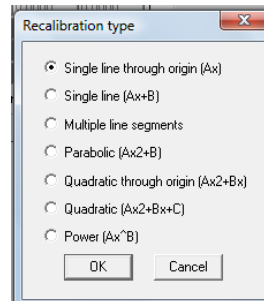 Recalibration type
Single line through origin (Ax)
Single line (Ax+B)
Multiple line segments
Parabolic (Ax2+B)
Quadratic through origin (Ax2+Bx)
Quadratic (Ax2+Bx+C)
Power (Ax^B)
OK Cancel